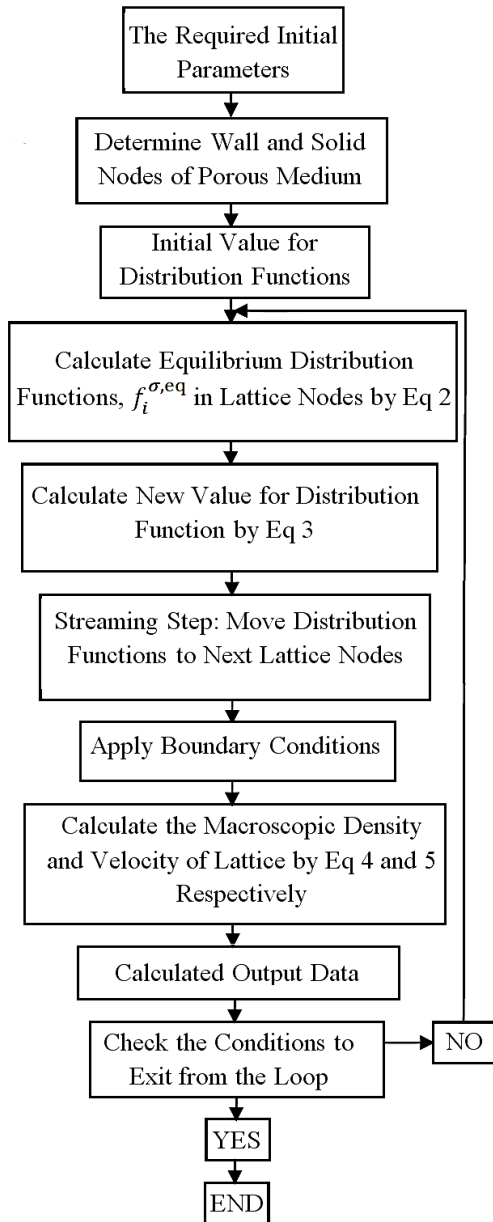 The Required Initial
Parameters
Determine Wall and Solid
Nodes of Porous Medium
Initial Value for
Distribution Functions
Calculate Equilibrium Distribution
Functions, $f_i^{\sigma,\mathrm{eq}}$ in Lattice Nodes by Eq 2
Calculate New Value for Distribution
Function by Eq 3
Streaming Step: Move Distribution
Functions to Next Lattice Nodes
Apply Boundary Conditions
Calculate the Macroscopic Density
and Velocity of Lattice by Eq 4 and 5
Respectively
Calculated Output Data
Check the Conditions to
Exit from the Loop
NO
YES
END